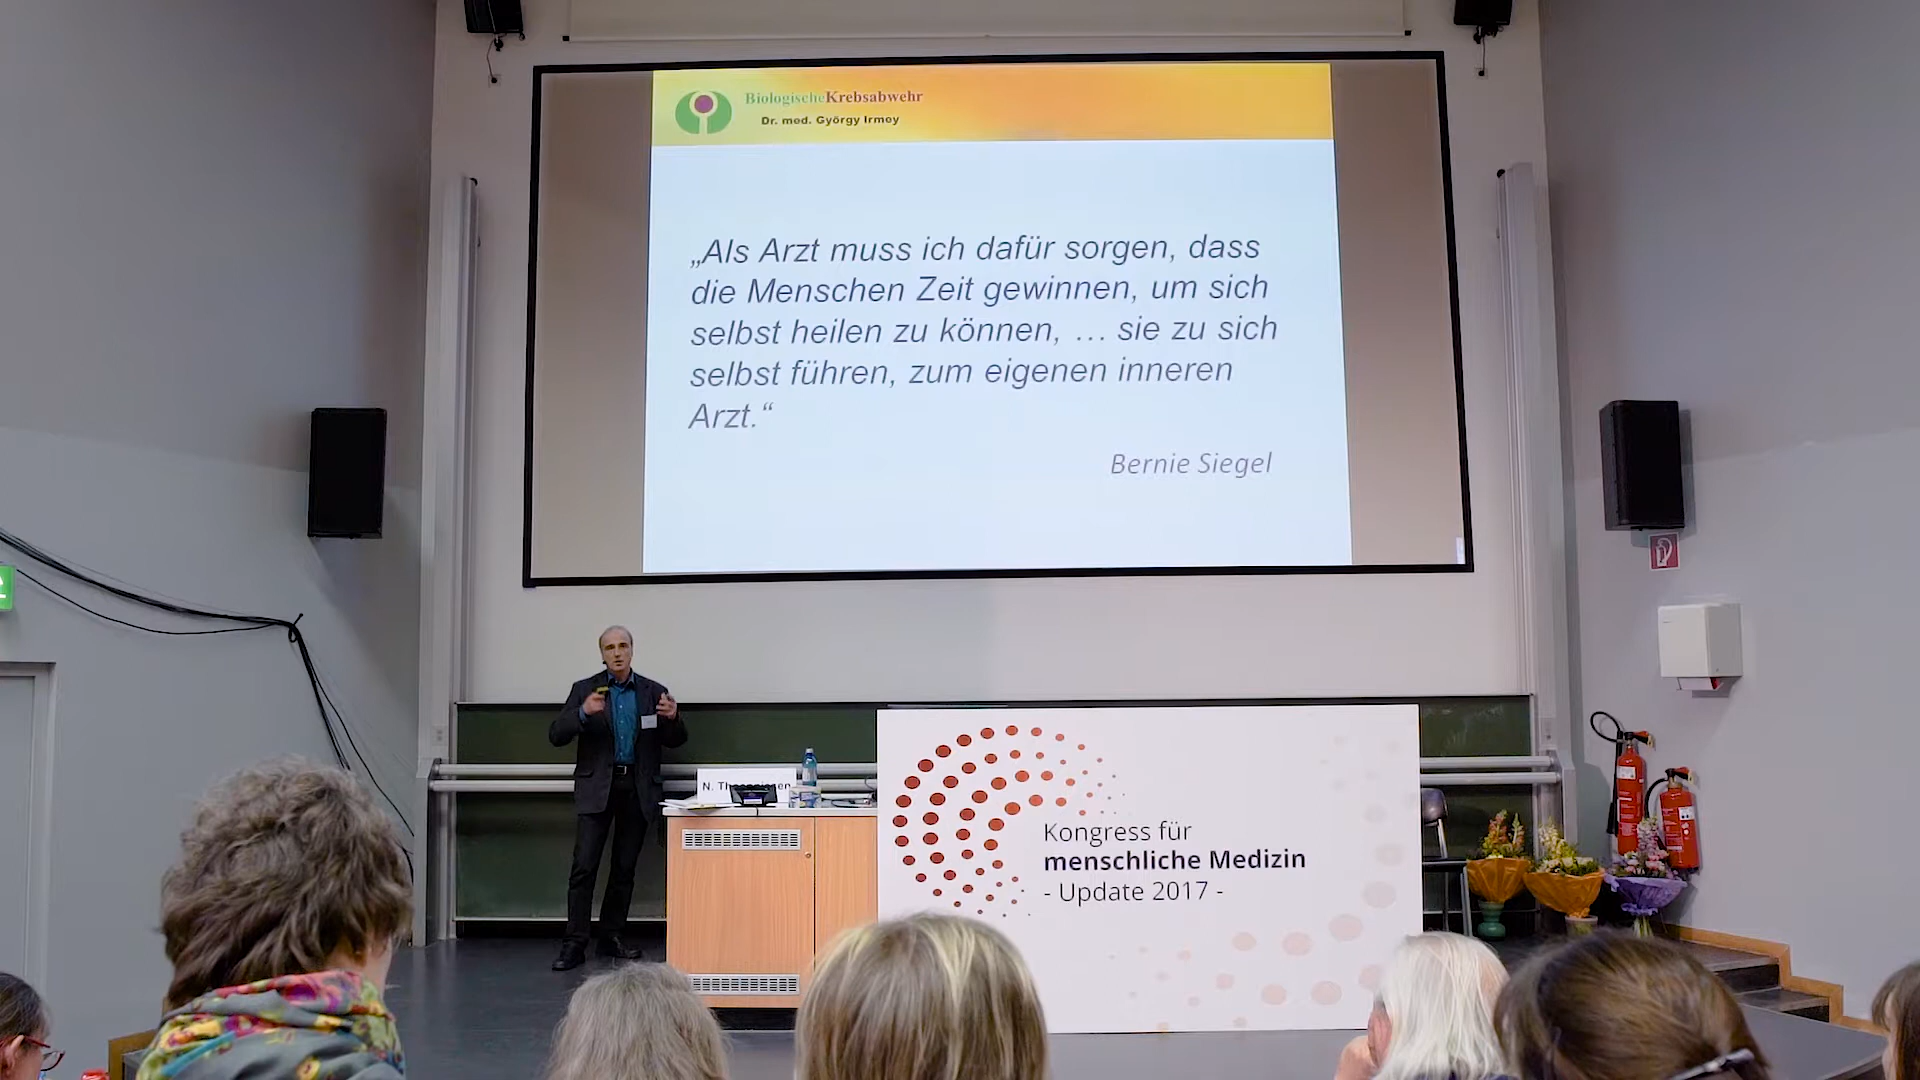 BiologischeKrebsabwehr
Dr. med. György Irmey
„Als Arzt muss ich dafür sorgen, dass
die Menschen Zeit gewinnen, um sich
selbst heilen zu können, … sie zu sich
selbst führen, zum eigenen inneren
Arzt.“
Bernie Siegel
N.
Kongress für
menschliche Medizin
- Update 2017 -